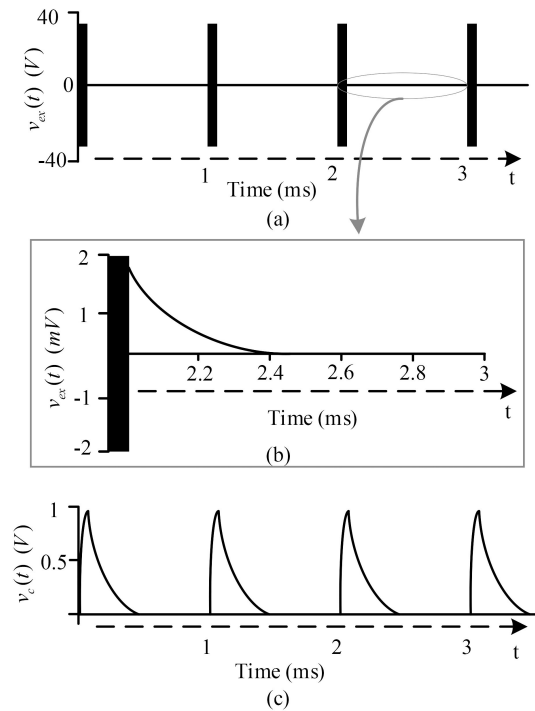 40
0
-40
v_ex(t) (V)
1
2
3
t
Time (ms)
(a)
2
1
-1
-2
v_ex(t) (mV)
2.2
2.4
2.6
2.8
3
t
Time (ms)
(b)
1
0.5
v_c(t) (V)
1
2
3
t
Time (ms)
(c)